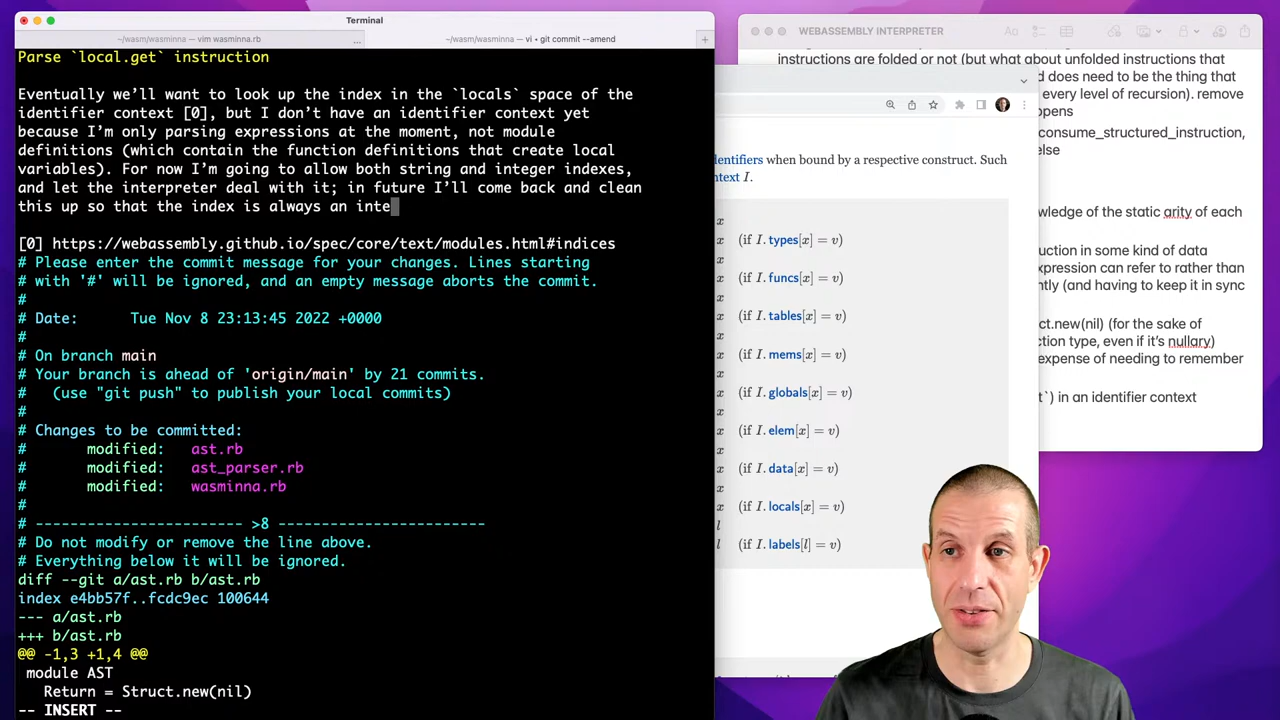 Terminal
~/wasm/wasminna — vim wasminna.rb
...
~/wasm/wasminna — vi • git commit --amend
+
Parse `local.get` instruction
Eventually we’ll want to look up the index in the `locals` space of the
identifier context [0], but I don’t have an identifier context yet
because I’m only parsing expressions at the moment, not module
definitions (which contain the function definitions that create local
variables). For now I’m going to allow both string and integer indexes,
and let the interpreter deal with it; in future I’ll come back and clean
this up so that the index is always an inte
[0] https://webassembly.github.io/spec/core/text/modules.html#indices
# Please enter the commit message for your changes. Lines starting
# with '#' will be ignored, and an empty message aborts the commit.
#
# Date: Tue Nov 8 23:13:45 2022 +0000
#
# On branch main
# Your branch is ahead of 'origin/main' by 21 commits.
# (use "git push" to publish your local commits)
#
# Changes to be committed:
# modified: ast.rb
# modified: ast_parser.rb
# modified: wasminna.rb
#
# ------------------------ >8 ------------------------
# Do not modify or remove the line above.
# Everything below it will be ignored.
diff --git a/ast.rb b/ast.rb
index e4bb57f..fcdc9ec 100644
--- a/ast.rb
+++ b/ast.rb
@@ -1,3 +1,4 @@
module AST
Return = Struct.new(nil)
-- INSERT --
dentifiers when bound by a respective construct. Such
ntext I.
x
x (if I.types[x] = v)
x
x (if I.funcs[x] = v)
x
x (if I.tables[x] = v)
x
x (if I.mems[x] = v)
x
x (if I.globals[x] = v)
x
x (if I.elem[x] = v)
x
x (if I.data[x] = v)
x
x (if I.locals[x] = v)
l
l (if I.labels[l] = v)
WEBASSEMBLY INTERPRETER
Aa
instructions are folded or not (but what about unfolded instructions that
d does need to be the thing that
every level of recursion). remove
pens
consume_structured_instruction,
else
wledge of the static arity of each
uction in some kind of data
expression can refer to rather than
ntly (and having to keep it in sync
ct.new(nil) (for the sake of
ction type, even if it’s nullary)
expense of needing to remember
t`) in an identifier context